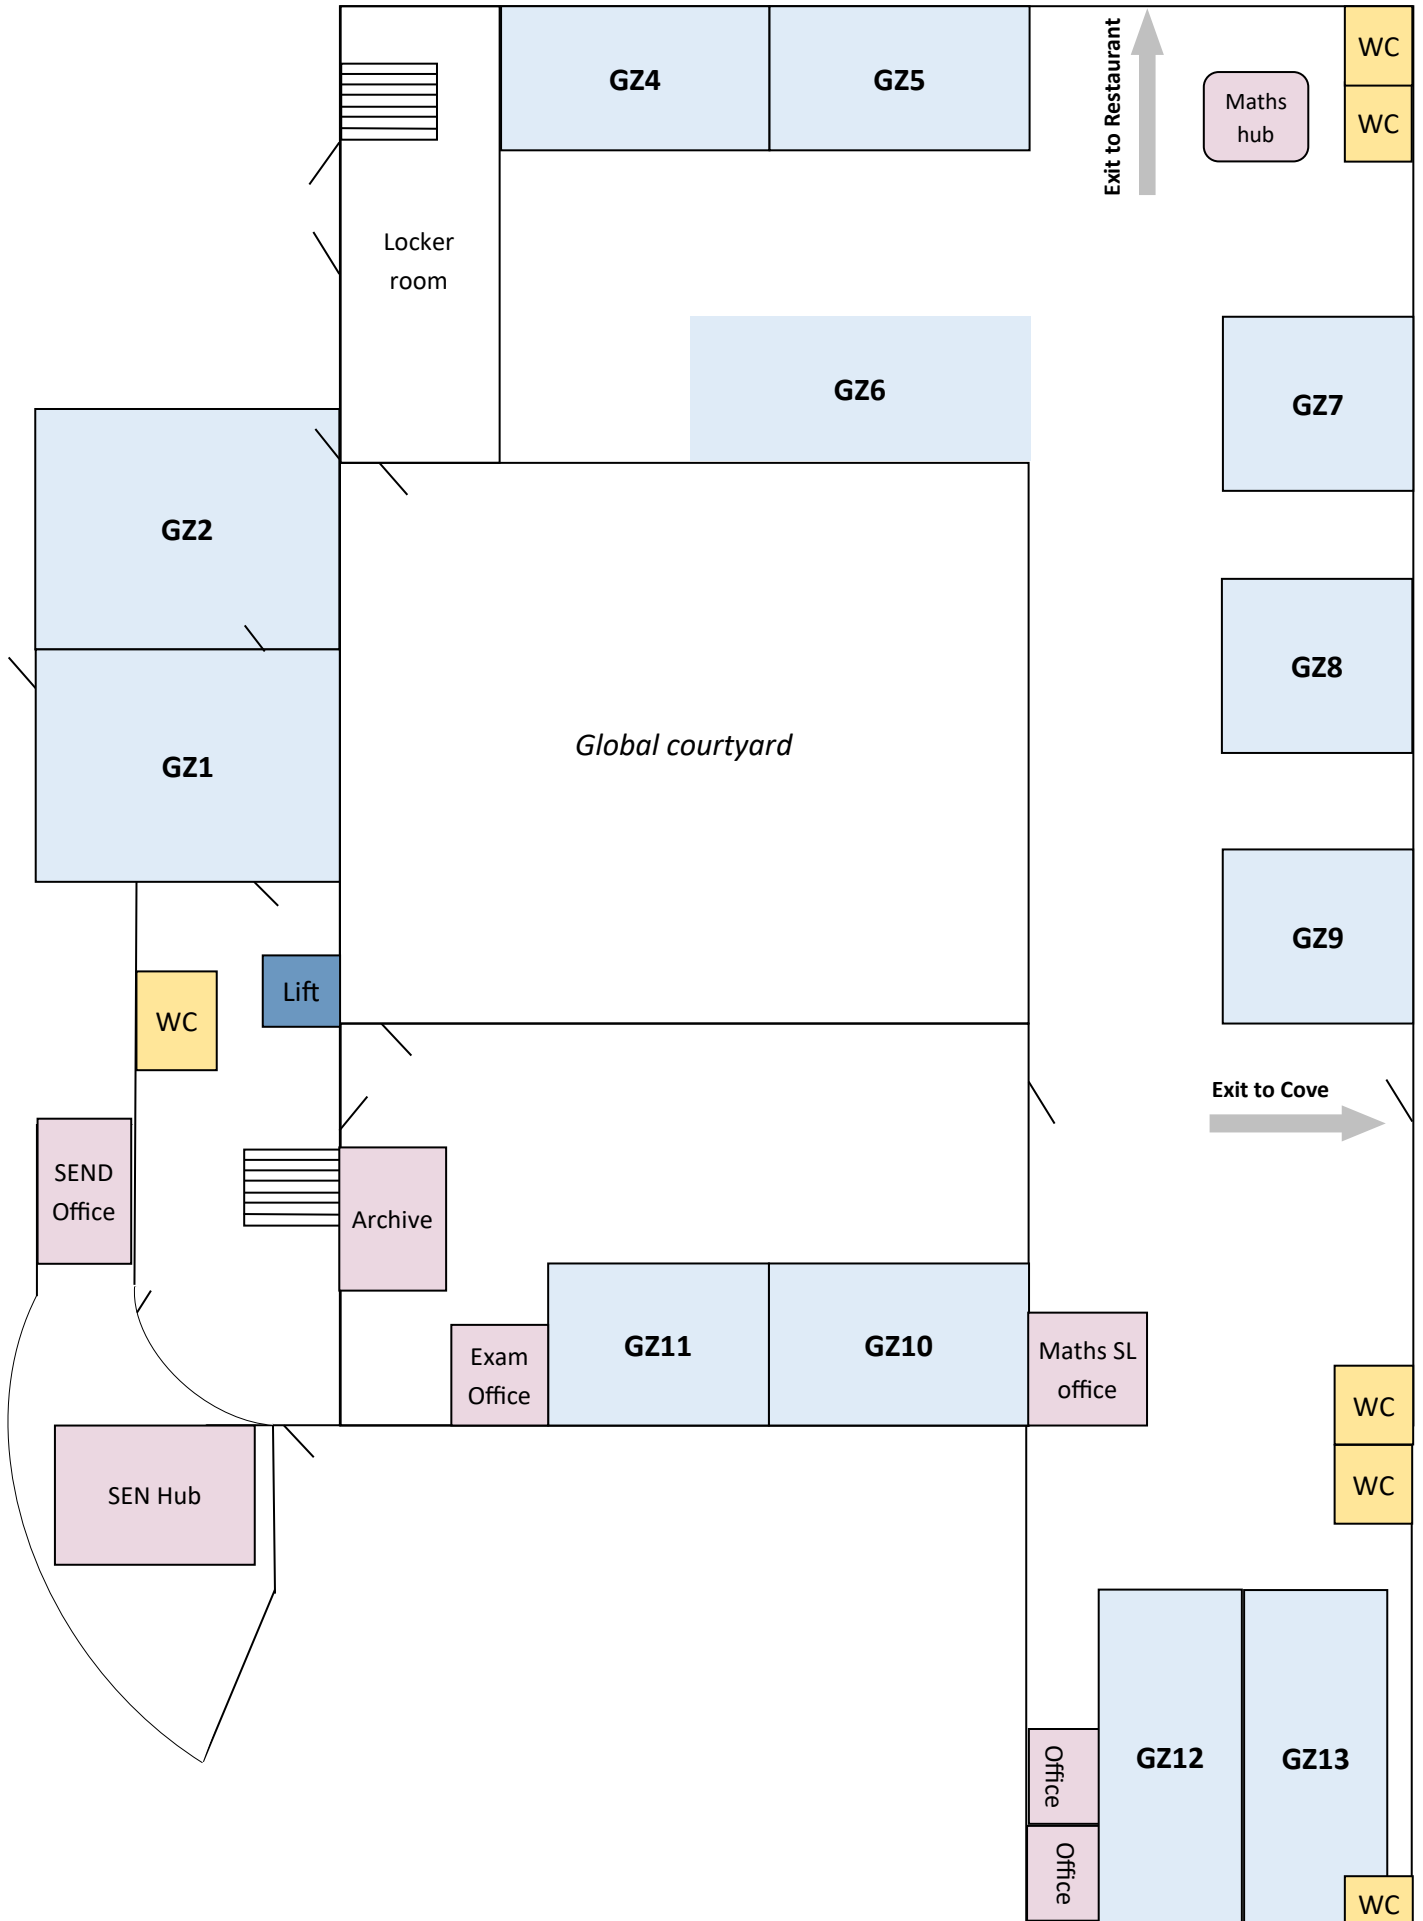 GZ4
GZ5
Exit to Restaurant
Maths
hub
WC
WC
Locker
room
GZ6
GZ7
GZ2
GZ8
GZ1
Global courtyard
GZ9
Lift
WC
Exit to Cove
SEND
Office
Archive
Exam
Office
GZ11
GZ10
Maths SL
office
WC
WC
SEN Hub
Office
GZ12
GZ13
Office
WC